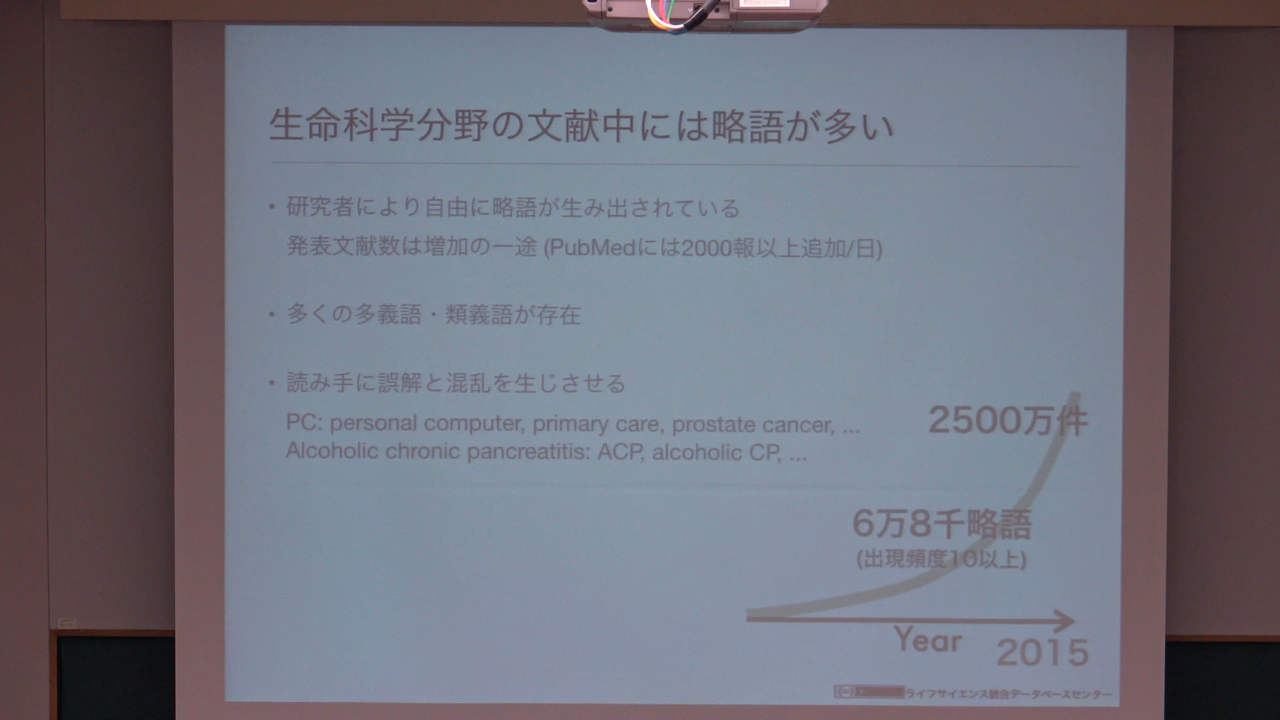 生命科学分野の文献中には略語が多い
・研究者により自由に略語が生み出されている
発表文献数は増加の一途 (PubMedには2000報以上追加/日)
・多くの多義語・類義語が存在
・読み手に誤解と混乱を生じさせる
PC: personal computer, primary care, prostate cancer, ...
Alcoholic chronic pancreatitis: ACP, alcoholic CP, ...
2500万件
6万8千略語
(出現頻度10以上)
Year
2015
ライフサイエンス統合データベースセンター